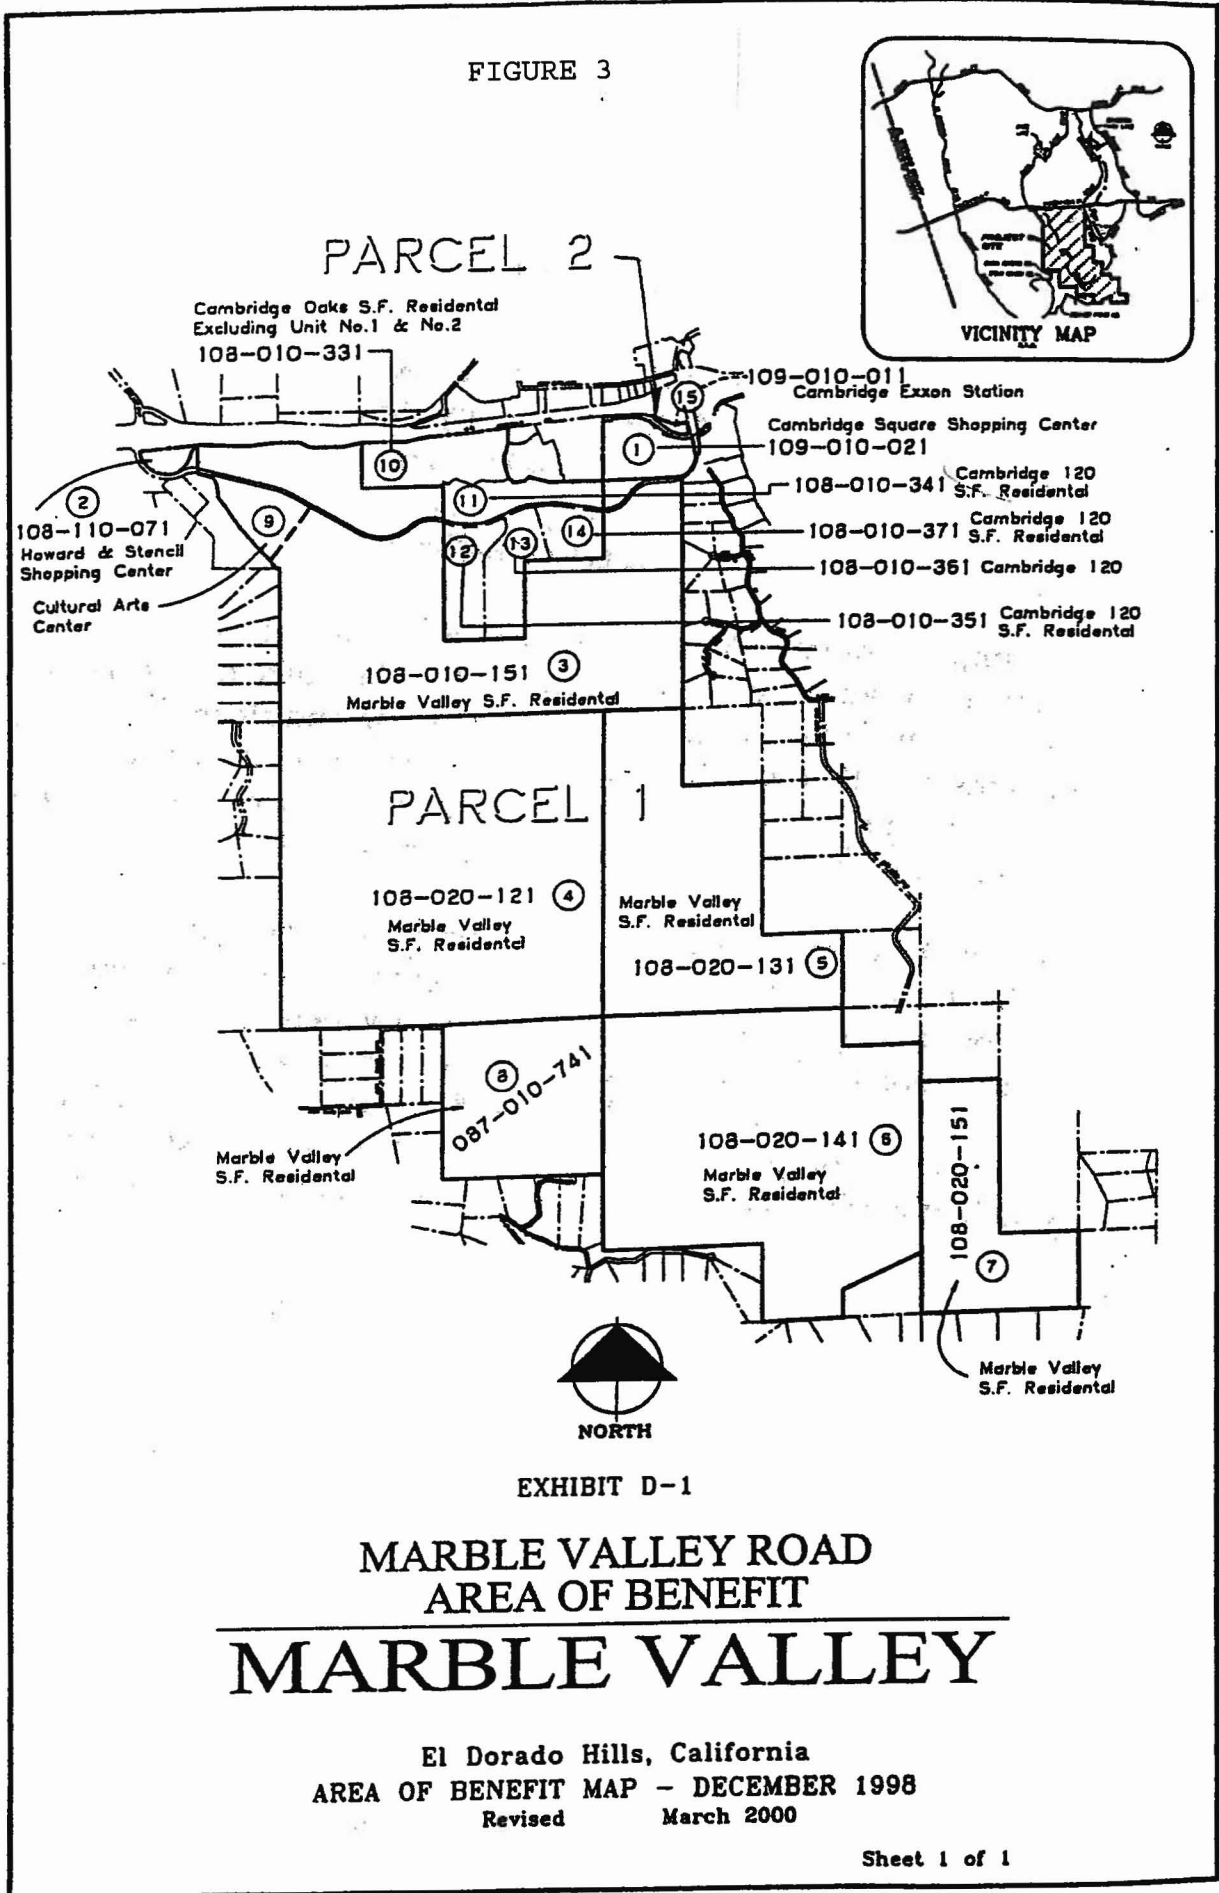 FIGURE 3
VICINITY MAP
PARCEL 2
Cambridge Oaks S.F. Residental
Excluding Unit No.1 & No.2
108-010-331
109-010-011
Cambridge Exxon Station
15
Cambridge Square Shopping Center
109-010-021
1
10
2
108-110-071
Howard & Stencil
Shopping Center
9
Cultural Arts
Center
11
108-010-341 Cambridge 120
S.F. Residental
14
108-010-371 Cambridge 120
S.F. Residental
13
108-010-361 Cambridge 120
12
108-010-351 Cambridge 120
S.F. Residental
108-010-151 3
Marble Valley S.F. Residental
PARCEL 1
108-020-121 4
Marble Valley
S.F. Residental
Marble Valley
S.F. Residental
108-020-131 5
8
087-010-741
Marble Valley
S.F. Residental
108-020-141 6
Marble Valley
S.F. Residental
108-020-151
7
Marble Valley
S.F. Residental
NORTH
EXHIBIT D-1
MARBLE VALLEY ROAD
AREA OF BENEFIT
MARBLE VALLEY
El Dorado Hills, California
AREA OF BENEFIT MAP - DECEMBER 1998
Revised March 2000
Sheet 1 of 1